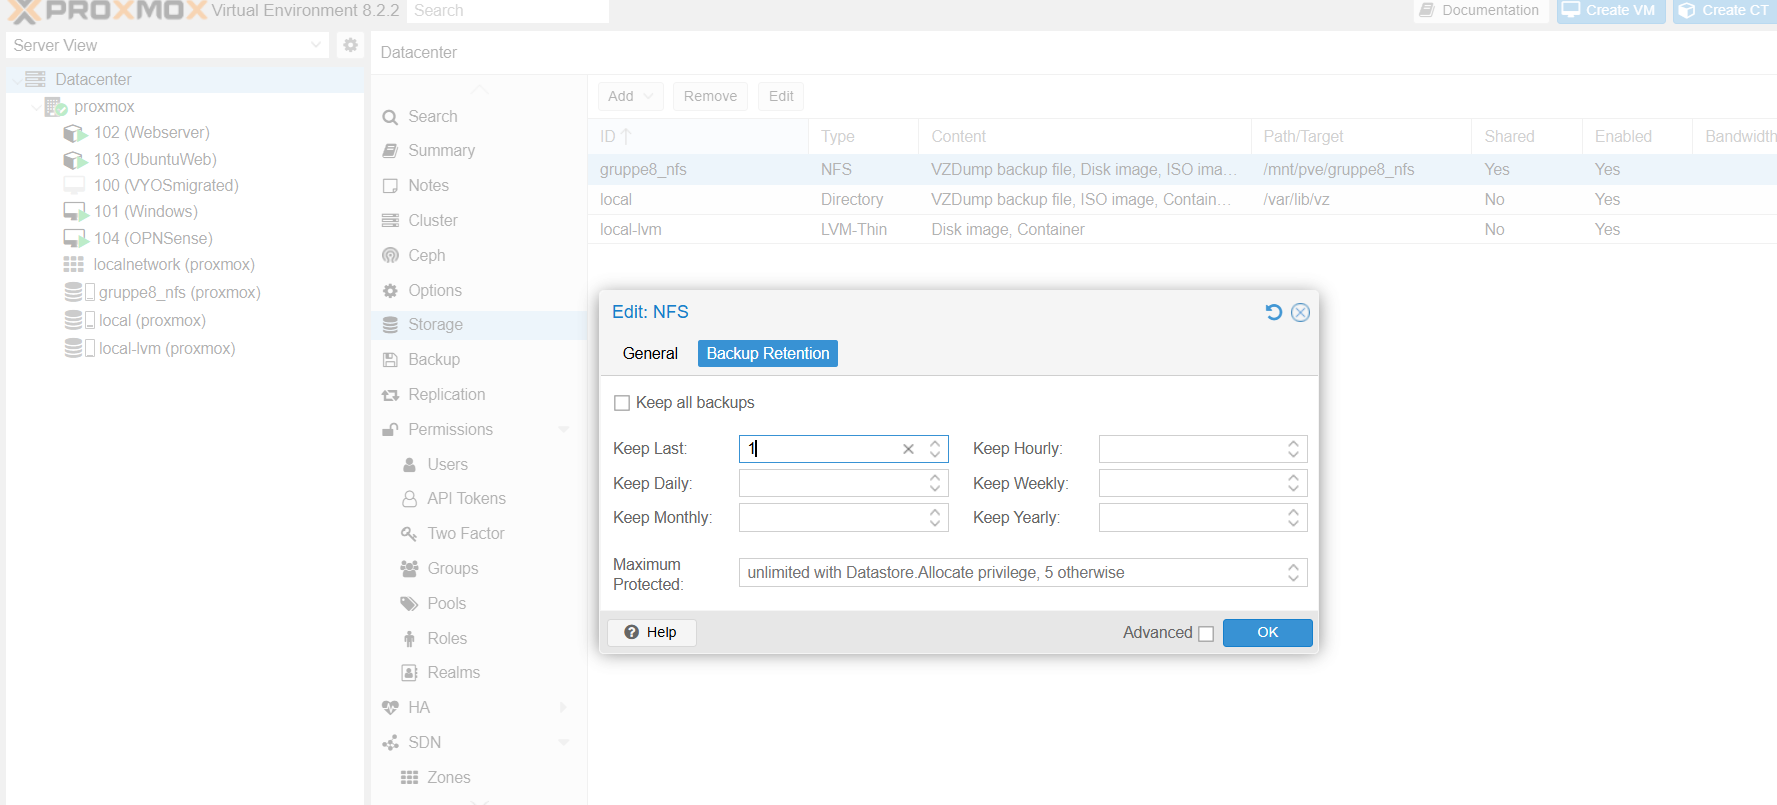 PROXMOX Virtual Environment 8.2.2 Search Documentation Create VM Create CT
Server View
Datacenter
proxmox
102 (Webserver)
103 (UbuntuWeb)
100 (VYOSmigrated)
101 (Windows)
104 (OPNSense)
localnetwork (proxmox)
gruppe8_nfs (proxmox)
local (proxmox)
local-lvm (proxmox)
Datacenter
Search
Summary
Notes
Cluster
Ceph
Options
Storage
Backup
Replication
Permissions
Users
API Tokens
Two Factor
Groups
Pools
Roles
Realms
HA
SDN
Zones
Add Remove Edit
ID Type Content Path/Target Shared Enabled Bandwidth
gruppe8_nfs NFS VZDump backup file, Disk image, ISO ima... /mnt/pve/gruppe8_nfs Yes Yes
local Directory VZDump backup file, ISO image, Contain... /var/lib/vz No Yes
local-lvm LVM-Thin Disk image, Container No Yes
Edit: NFS
General Backup Retention
Keep all backups
Keep Last: 1 Keep Hourly:
Keep Daily: Keep Weekly:
Keep Monthly: Keep Yearly:
Maximum
Protected: unlimited with Datastore.Allocate privilege, 5 otherwise
Help Advanced OK